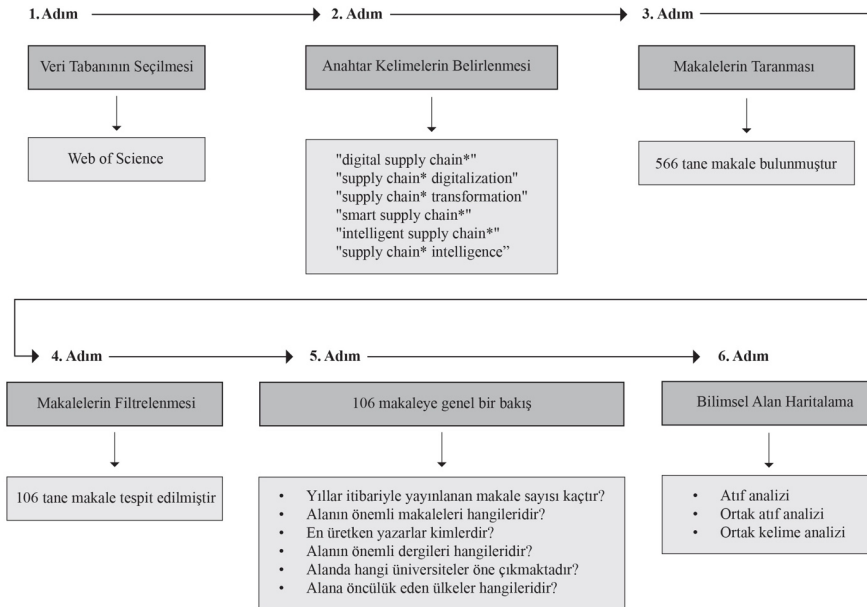 1. Adım
2. Adım
3. Adım
Veri Tabanının Seçilmesi
Anahtar Kelimelerin Belirlenmesi
Makalelerin Taranması
Web of Science
"digital supply chain*"
"supply chain* digitalization"
"supply chain* transformation"
"smart supply chain*"
"intelligent supply chain*"
"supply chain* intelligence”
566 tane makale bulunmuştur
4. Adım
5. Adım
6. Adım
Makalelerin Filtrelenmesi
106 makaleye genel bir bakış
Bilimsel Alan Haritalama
106 tane makale tespit edilmiştir
• Yıllar itibariyle yayınlanan makale sayısı kaçtır?
• Alanın önemli makaleleri hangileridir?
• En üretken yazarlar kimlerdir?
• Alanın önemli dergileri hangileridir?
• Alanda hangi üniversiteler öne çıkmaktadır?
• Alana öncülük eden ülkeler hangileridir?
• Atıf analizi
• Ortak atıf analizi
• Ortak kelime analizi